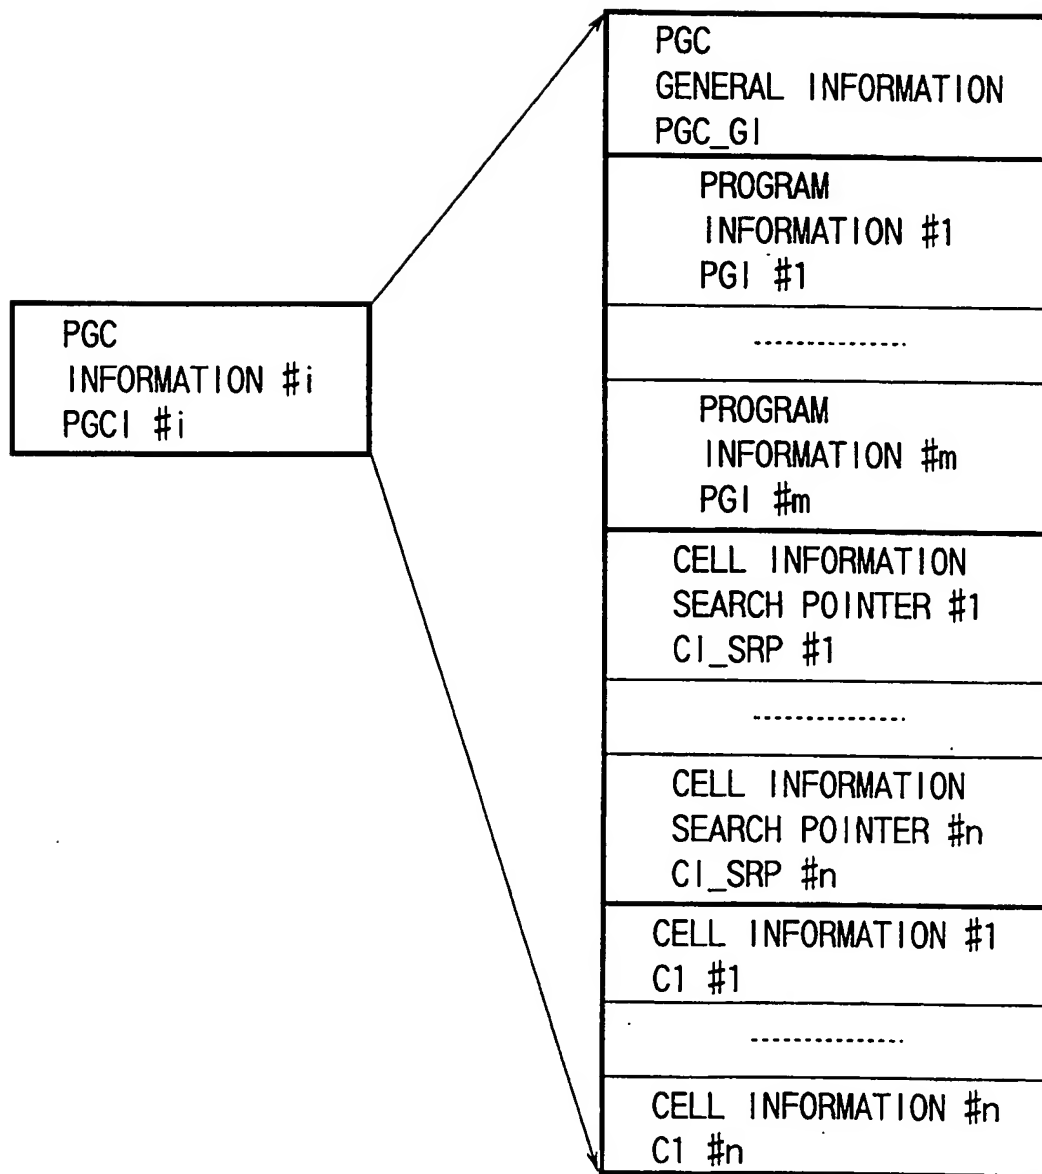 PGC
INFORMATION #i
PGCI #i
PGC
GENERAL INFORMATION
PGC_GI
PROGRAM
INFORMATION #1
PGI #1
...............
PROGRAM
INFORMATION #m
PGI #m
CELL INFORMATION
SEARCH POINTER #1
CI_SRP #1
...............
CELL INFORMATION
SEARCH POINTER #n
CI_SRP #n
CELL INFORMATION #1
C1 #1
...............
CELL INFORMATION #n
C1 #n